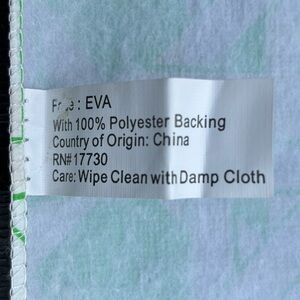 : EVA
With 100% Polyester Backing
Country of Origin: China
RN#17730
Care: Wipe Clean with Damp Cloth